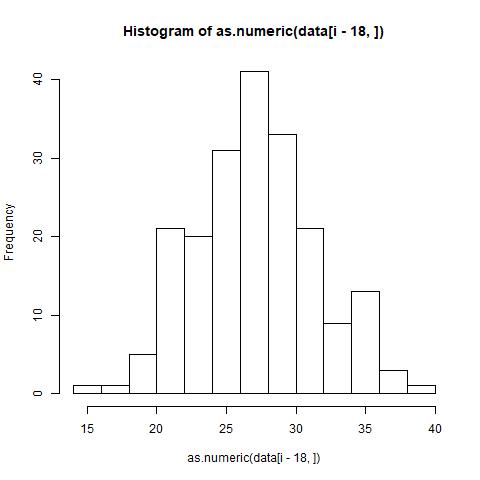 Histogram of as.numeric(data[i - 18, ])
Frequency
40
30
20
10
0
15 20 25 30 35 40
as.numeric(data[i - 18, ])